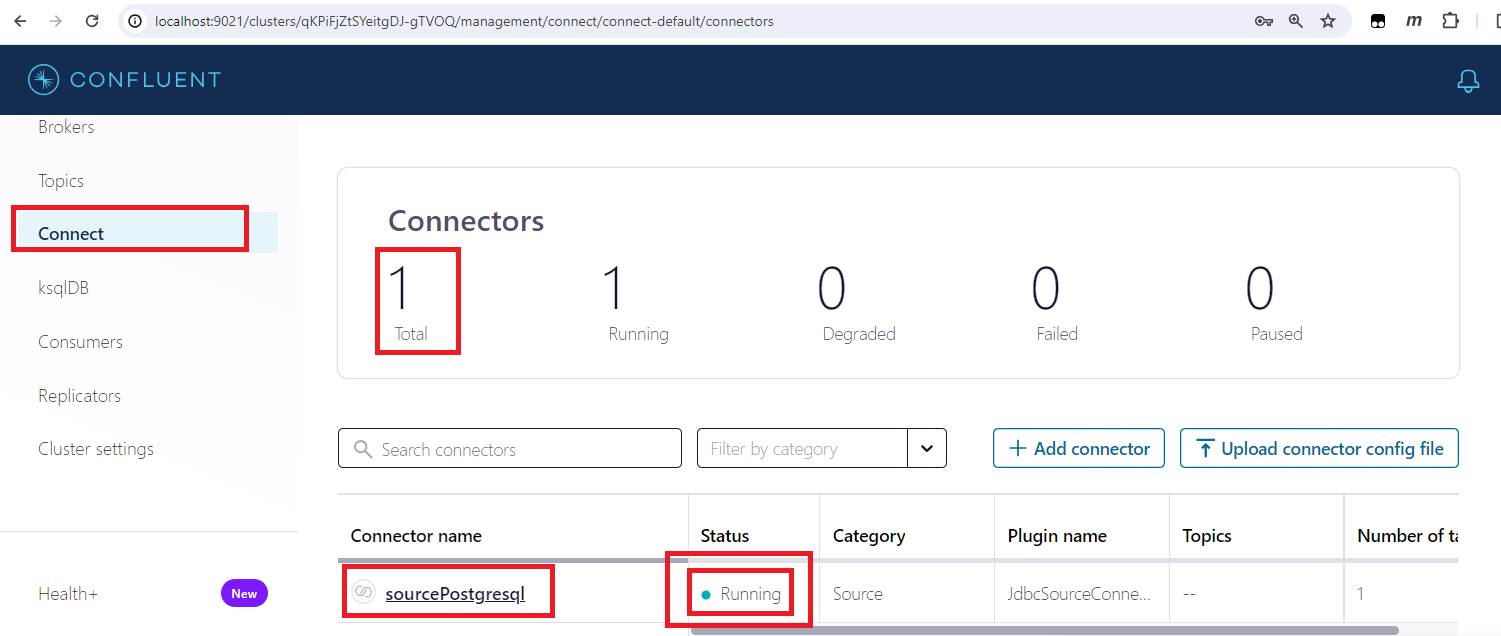 localhost:9021/clusters/qKPiFjZtSYeitgDJ-gTVOQ/management/connect/connect-default/connectors
m
CONFLUENT
Brokers
Topics
Connect
ksqlDB
Consumers
Replicators
Cluster settings
Health+ New
Connectors
1 1 0 0 0
Total Running Degraded Failed Paused
Search connectors Filter by category + Add connector Upload connector config file
Connector name Status Category Plugin name Topics Number of ta
sourcePostgresql Running Source JdbcSourceConne... -- 1